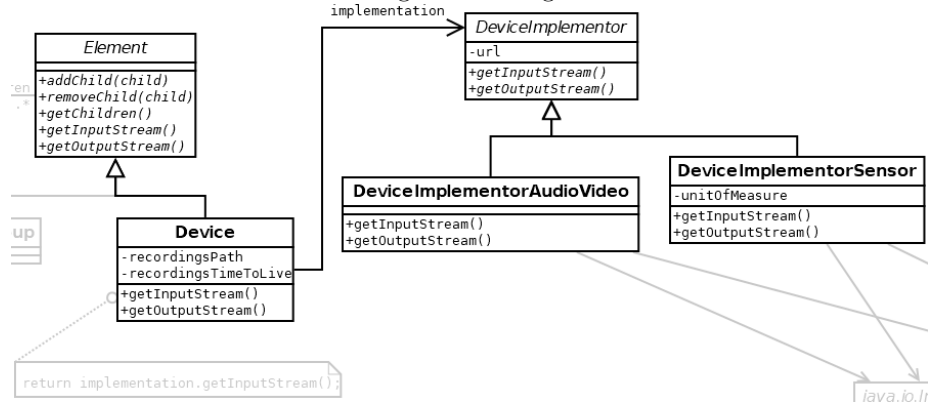 implementation
DeviceImplementor
-url
+getInputStream()
+getOutputStream()
Element
+addChild(child)
+removeChild(child)
+getChildren()
+getInputStream()
+getOutputStream()
DeviceImplementorAudioVideo
+getInputStream()
+getOutputStream()
DeviceImplementorSensor
-unitOfMeasure
+getInputStream()
+getOutputStream()
Device
-recordingsPath
-recordingsTimeToLive
+getInputStream()
+getOutputStream()
return implementation.getInputStream();